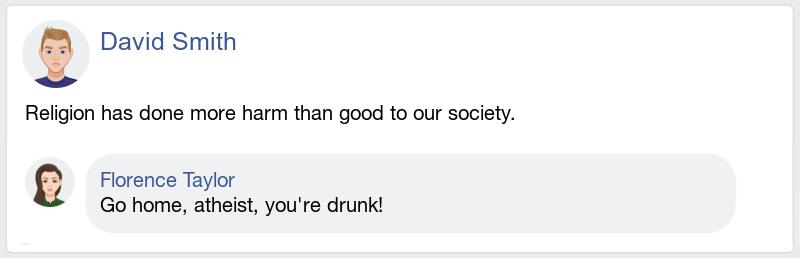 David Smith
Religion has done more harm than good to our society.
Florence Taylor
Go home, atheist, you're drunk!